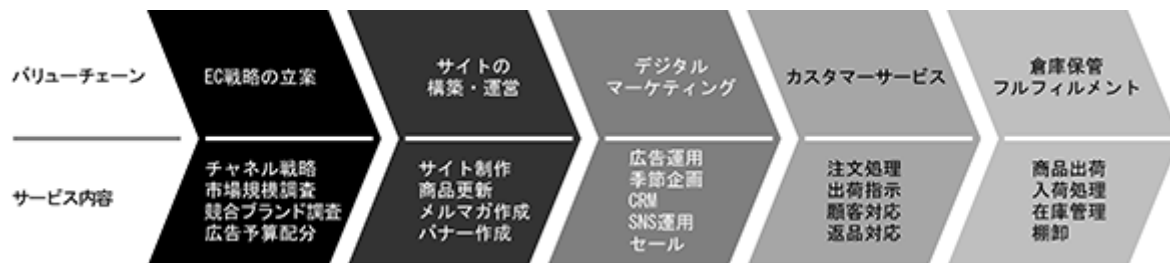 バリューチェーン
EC戦略の立案
サイトの
構築・運営
デジタル
マーケティング
カスタマーサービス
倉庫保管
フルフィルメント
サービス内容
チャネル戦略
市場規模調査
競合ブランド調査
広告予算配分
サイト制作
商品更新
メルマガ作成
バナー作成
広告運用
季節企画
CRM
SNS運用
セール
注文処理
出荷指示
顧客対応
返品対応
商品出荷
入荷処理
在庫管理
棚卸